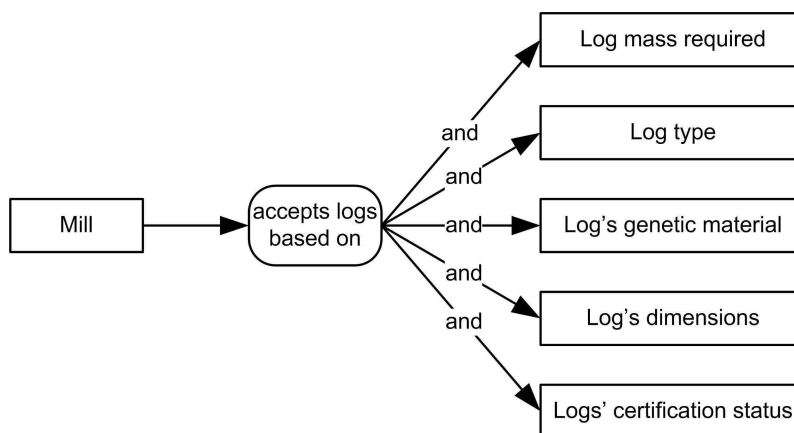 Log mass required
and
Log type
and
Mill
accepts logs
based on
and
Log’s genetic material
and
Log’s dimensions
and
Logs’ certification status